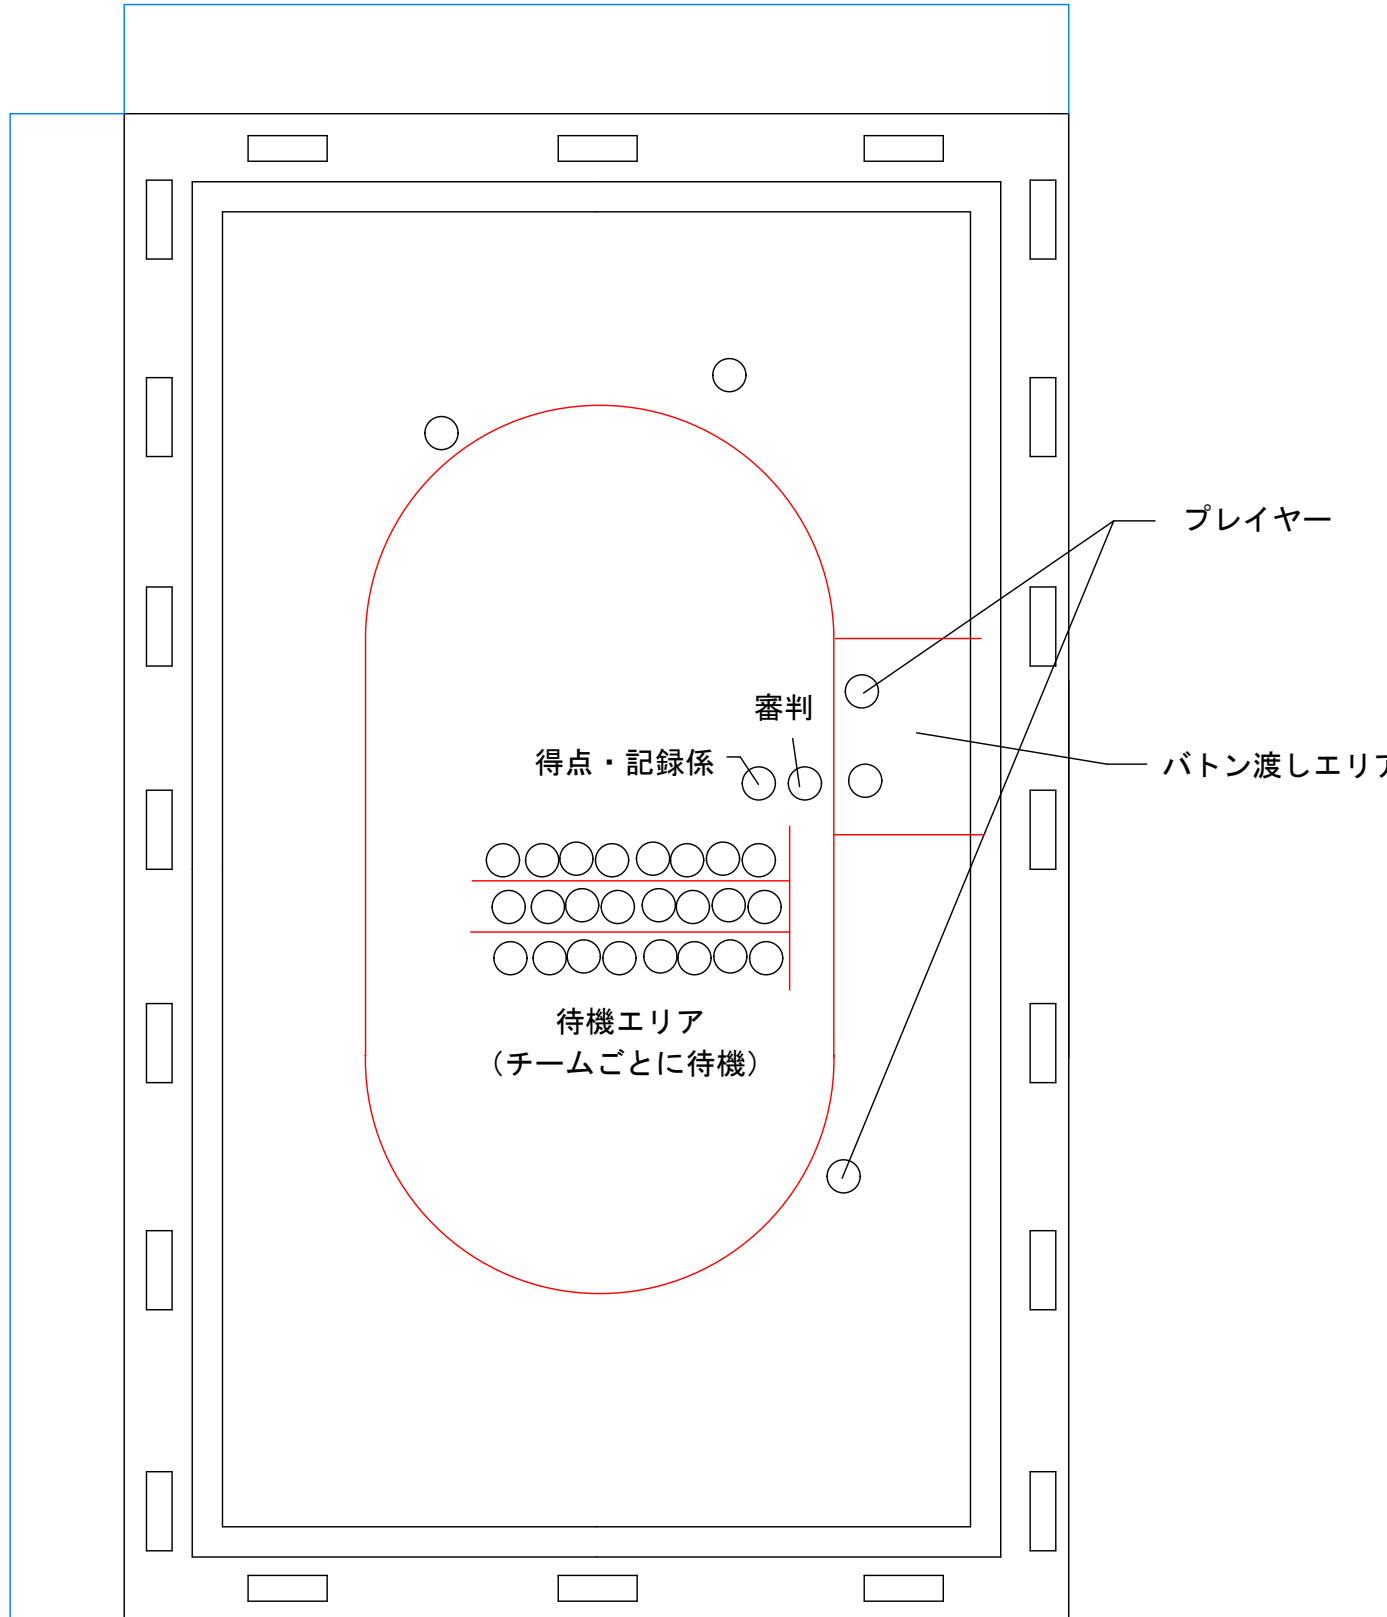 プレイヤー
審判
得点・記録係
バトン渡しエリア
待機エリア
（チームごとに待機）